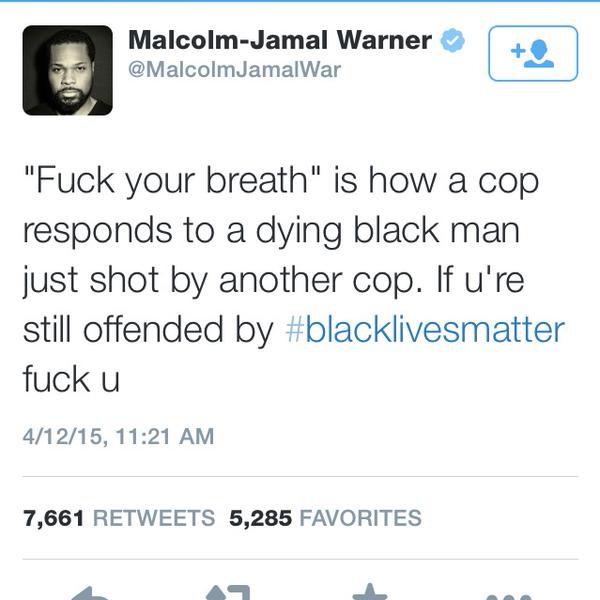 Malcolm-Jamal Warner
@MalcolmJamalWar
"Fuck your breath" is how a cop
responds to a dying black man
just shot by another cop. If u're
still offended by #blacklivesmatter
fuck u
4/12/15, 11:21 AM
7,661 RETWEETS 5,285 FAVORITES